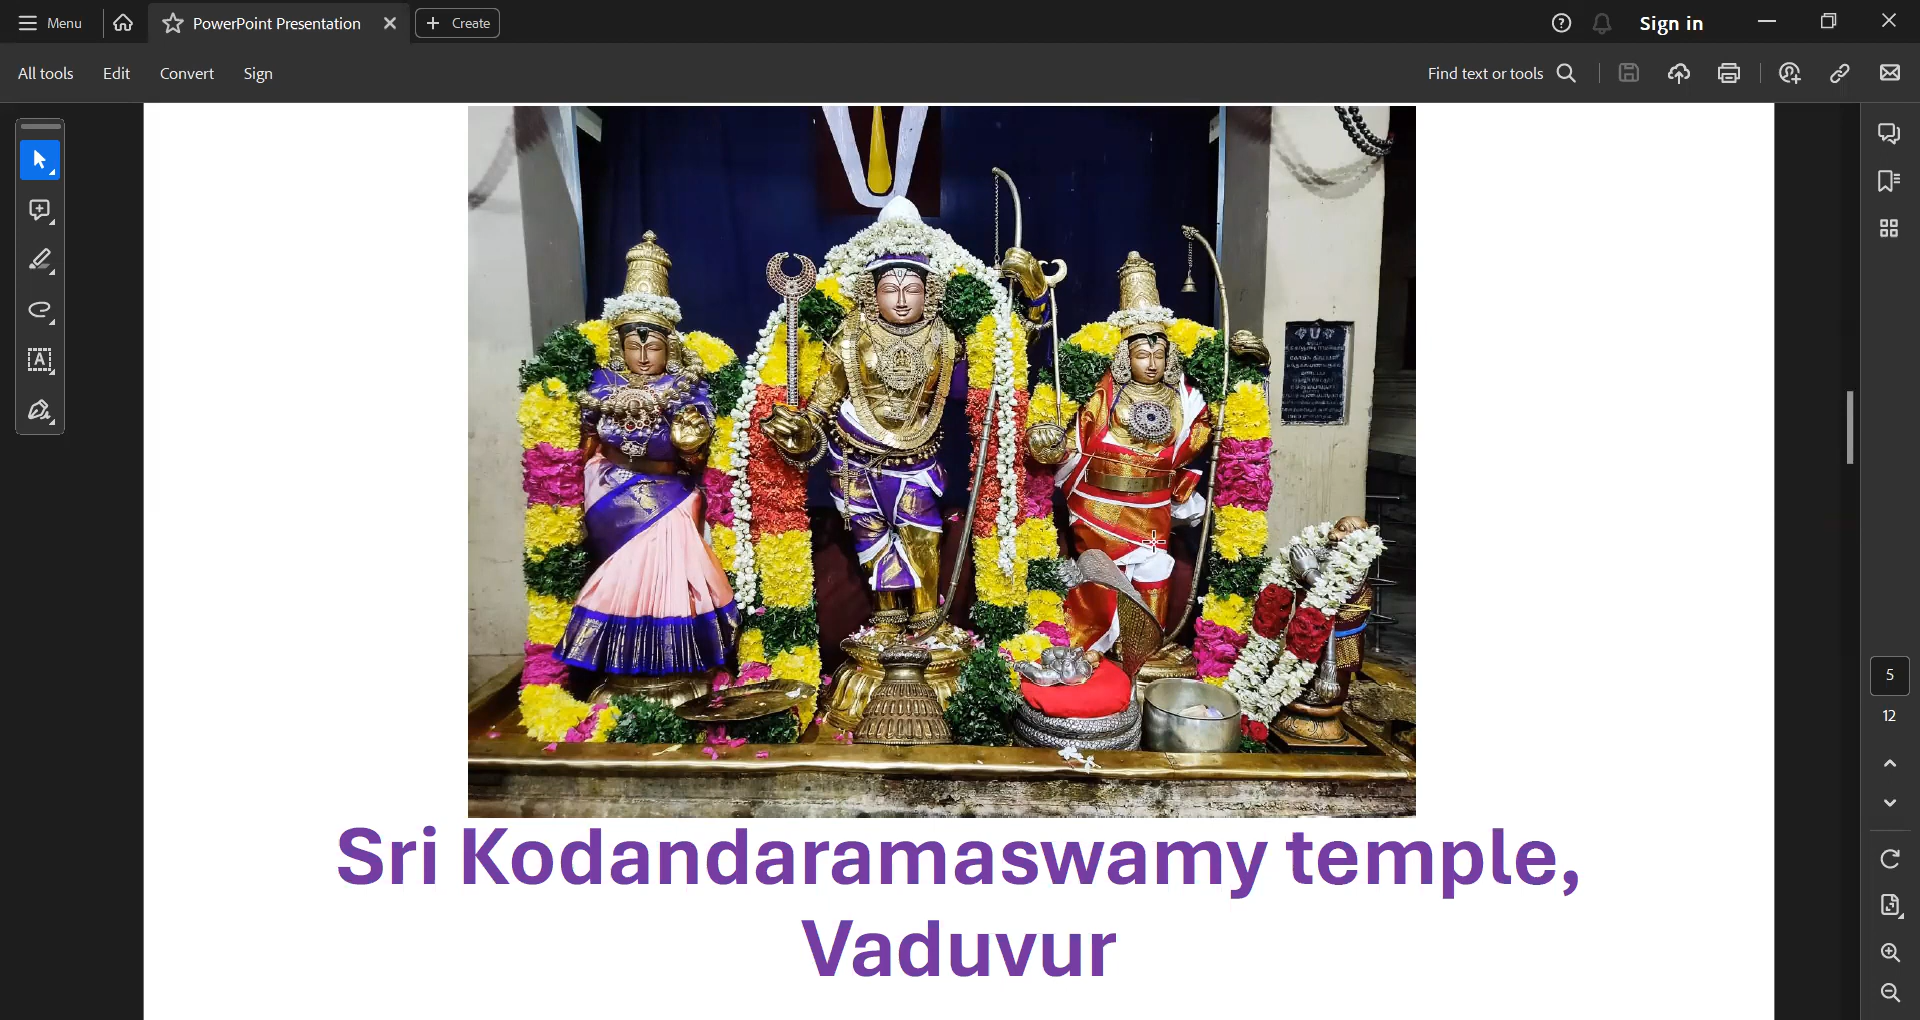 Menu
PowerPoint Presentation
Create
Sign in
All tools
Edit
Convert
Sign
Find text or tools
A
5
12
Sri Kodandaramaswamy temple,
Vaduvur